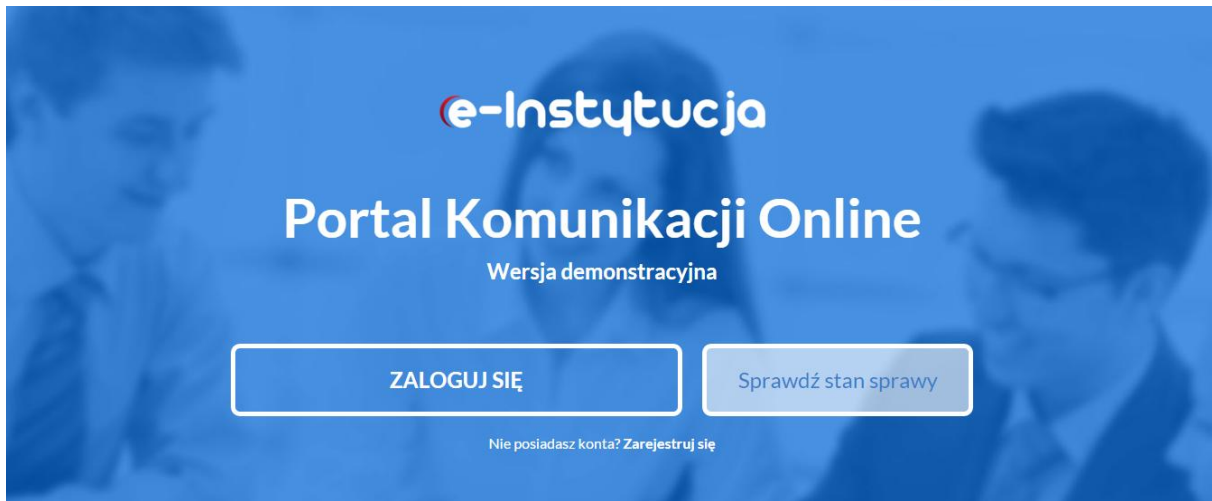 e-Instytucja
Portal Komunikacji Online
Wersja demonstracyjna
ZALOGUJ SIĘ
Sprawdź stan sprawy
Nie posiadasz konta? Zarejestruj się